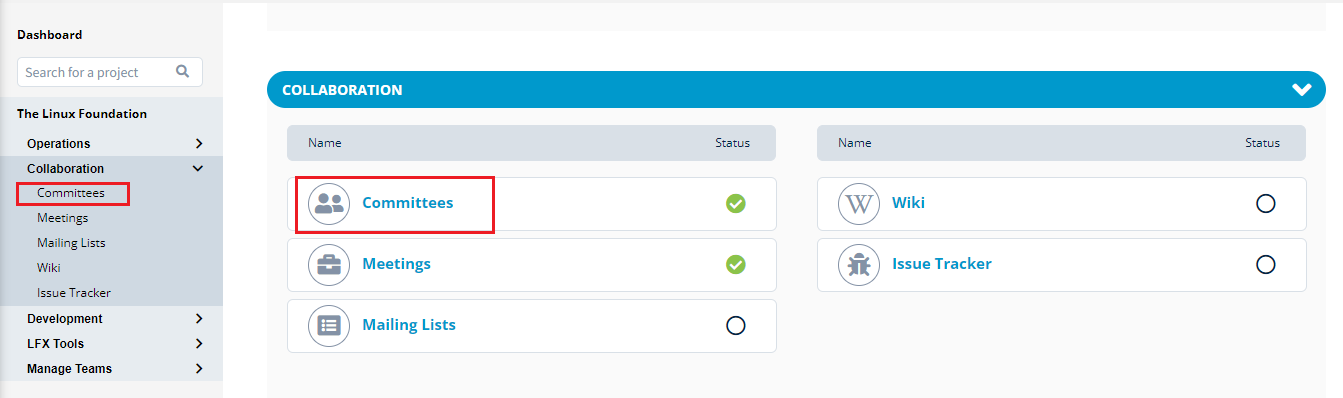 Dashboard
Search for a project
The Linux Foundation
Operations
Collaboration
Committees
Meetings
Mailing Lists
Wiki
Issue Tracker
Development
LFX Tools
Manage Teams
COLLABORATION
Name Status
Committees
Meetings
Mailing Lists
Name Status
W Wiki
Issue Tracker